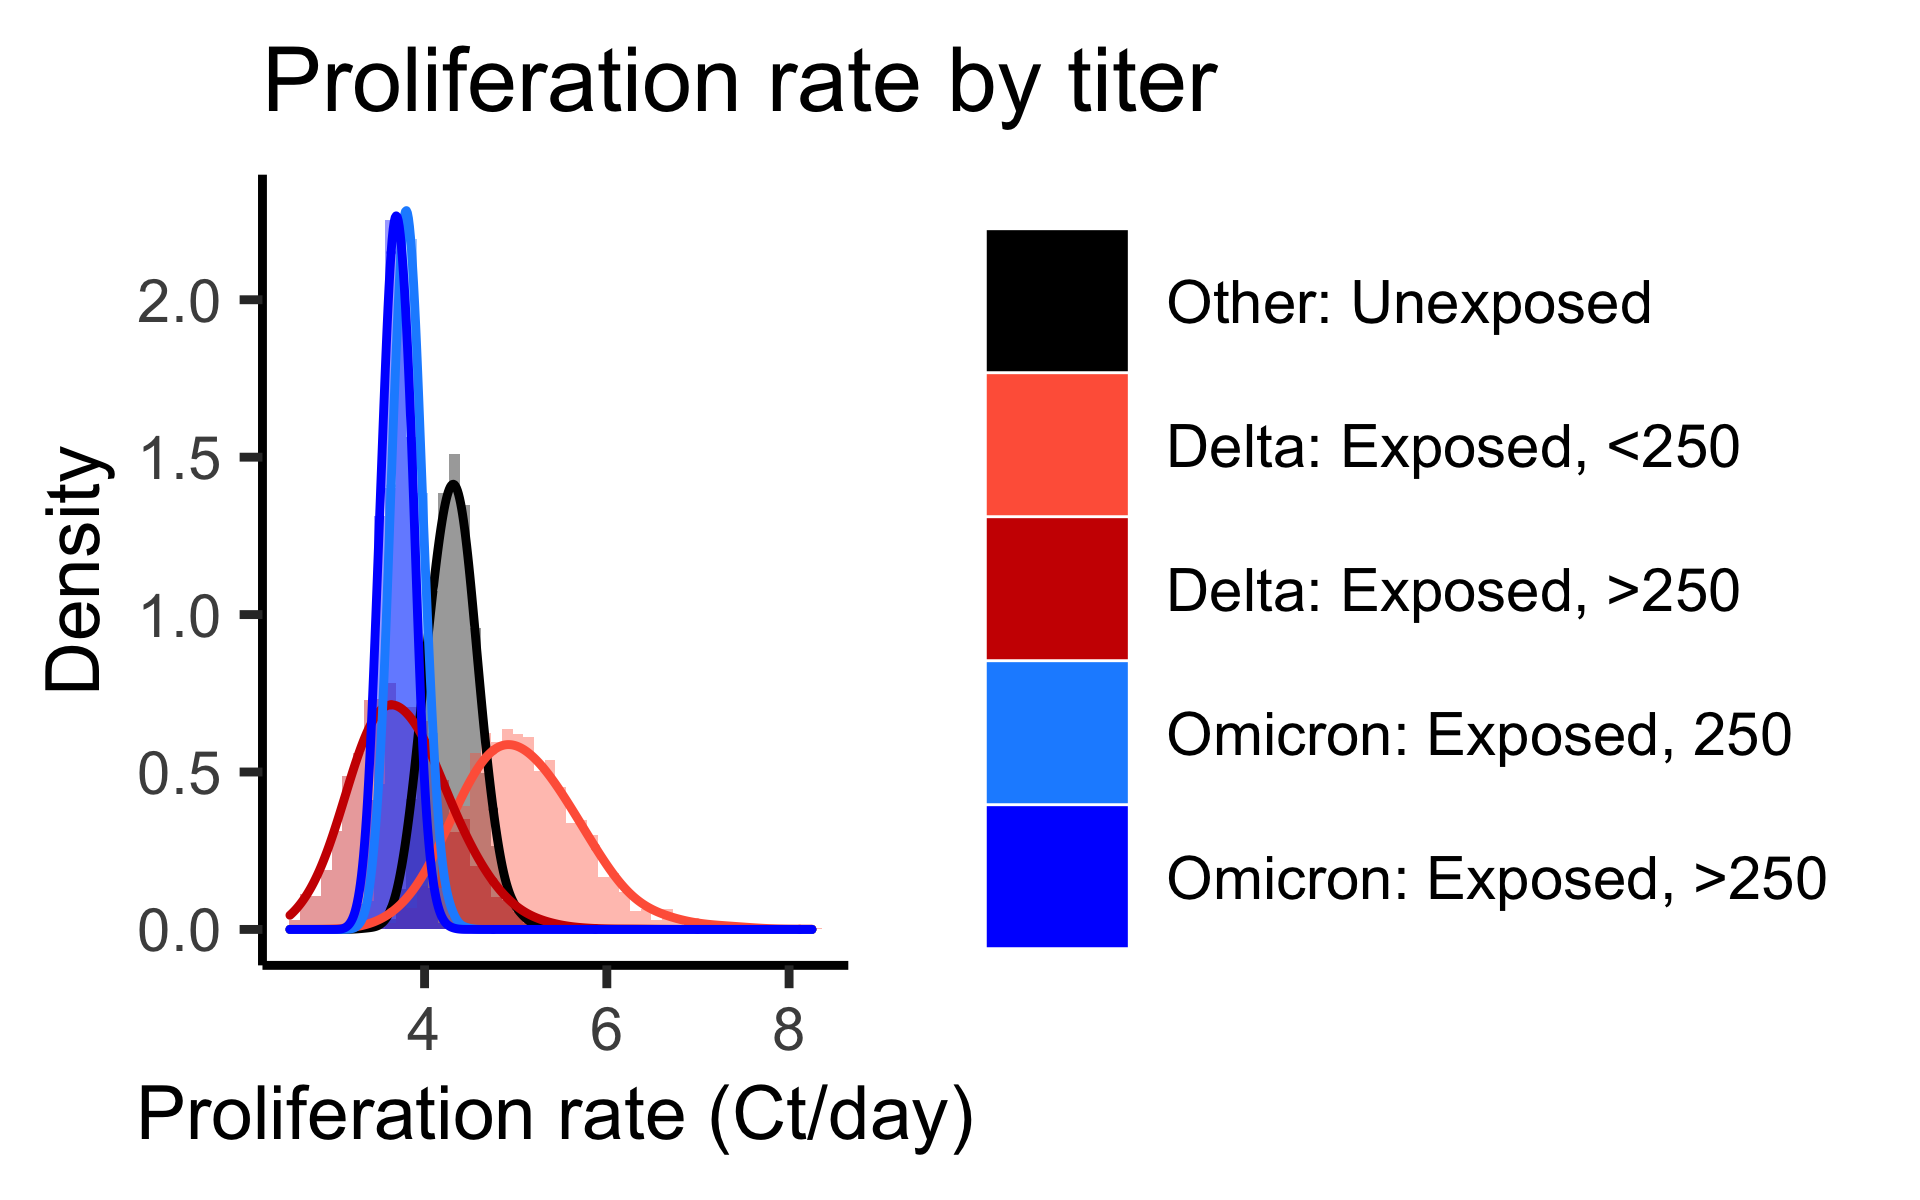 Proliferation rate by titer
Density
2.0
1.5
1.0
0.5
0.0
4 6 8
Proliferation rate (Ct/day)
Other: Unexposed
Delta: Exposed, <250
Delta: Exposed, >250
Omicron: Exposed, 250
Omicron: Exposed, >250